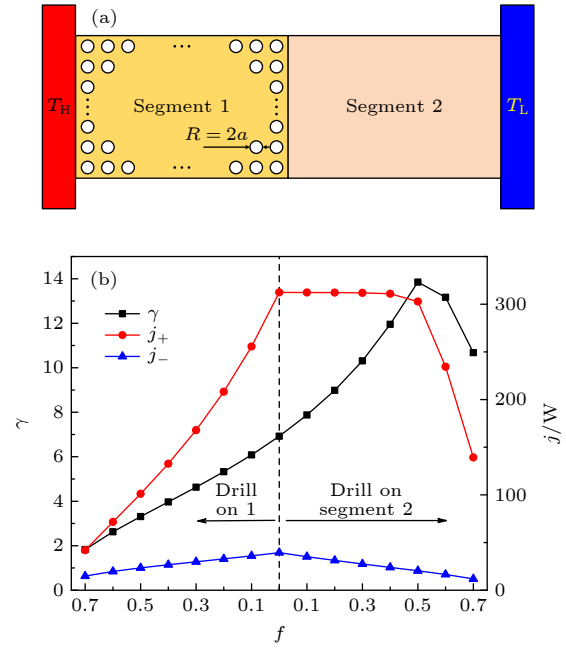 (a)
...
T_H
Segment 1
Segment 2
T_L
R = 2a
...
(b)
14
12
10
8
6
4
2
0
γ
γ
j_+
j_−
Drill on 1
Drill on segment 2
300
200
100
0
j/W
0.7 0.5 0.3 0.1 0.1 0.3 0.5 0.7
f